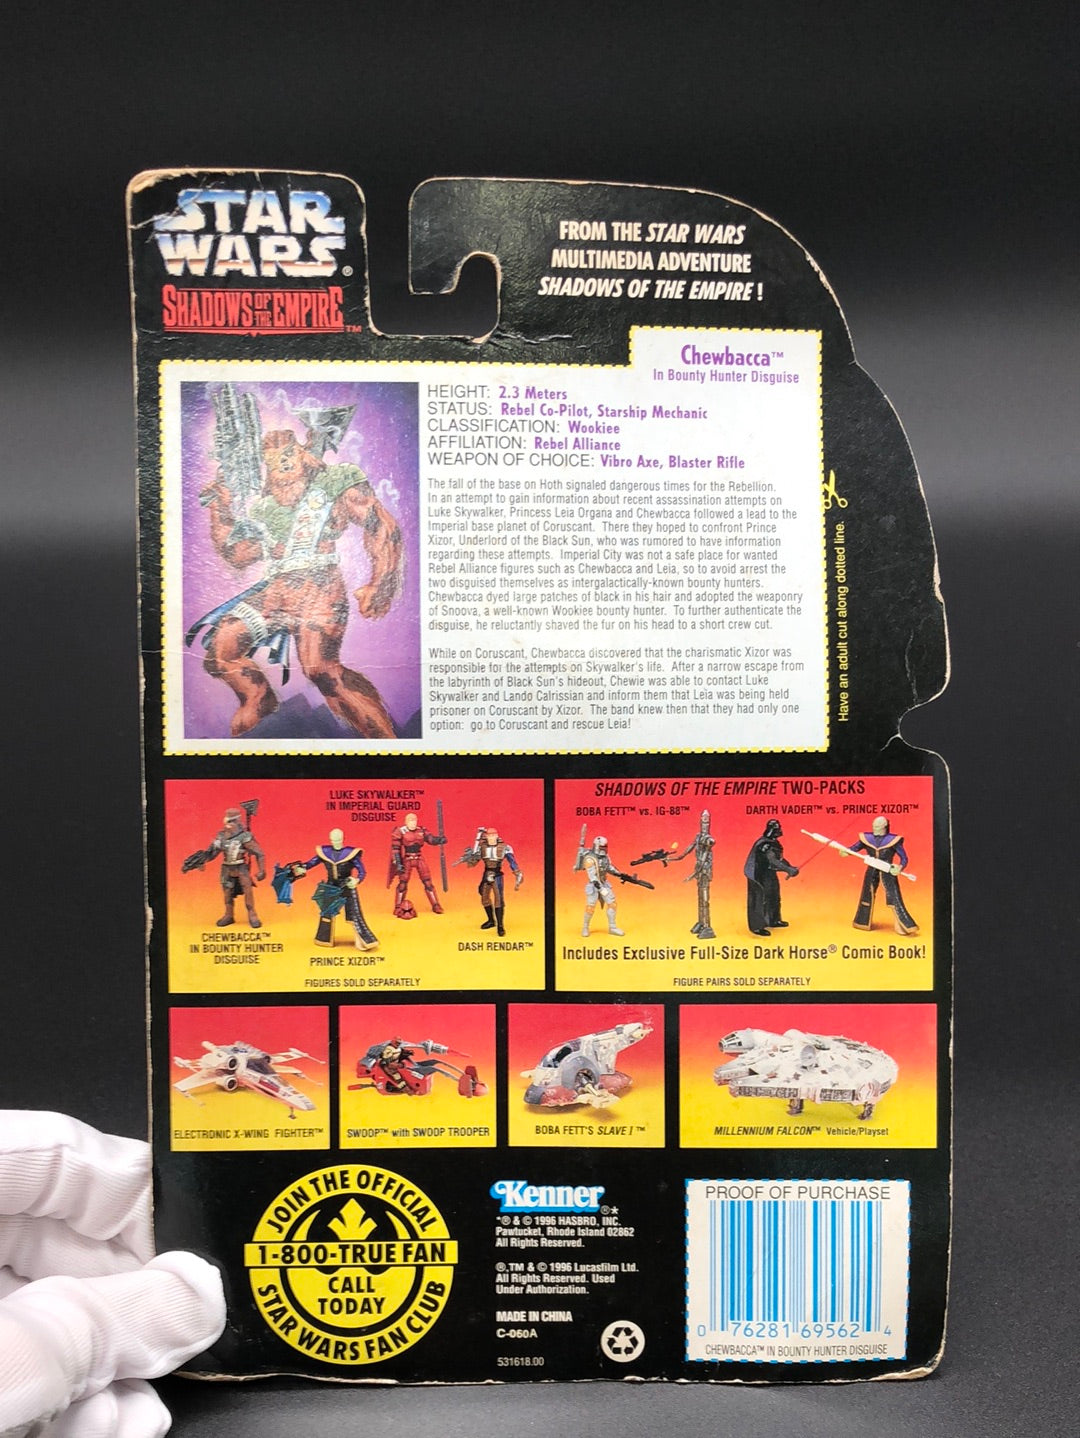 STAR
WARS®
SHADOWS OF THE EMPIRE™
FROM THE STAR WARS
MULTIMEDIA ADVENTURE
SHADOWS OF THE EMPIRE!
Chewbacca™
In Bounty Hunter Disguise
HEIGHT: 2.3 Meters
STATUS: Rebel Co-Pilot, Starship Mechanic
CLASSIFICATION: Wookiee
AFFILIATION: Rebel Alliance
WEAPON OF CHOICE: Vibro Axe, Blaster Rifle
The fall of the base on Hoth signaled dangerous times for the Rebellion.
In an attempt to gain information about recent assassination attempts on
Luke Skywalker, Princess Leia Organa and Chewbacca followed a lead to the
Imperial base planet of Coruscant. There they hoped to confront Prince
Xizor, Underlord of the Black Sun, who was rumored to have information
regarding these attempts. Imperial City was not a safe place for wanted
Rebel Alliance figures such as Chewbacca and Leia, so to avoid arrest the
two disguised themselves as intergalactically-known bounty hunters.
Chewbacca dyed large patches of black in his hair and adopted the weaponry
of Snoova, a well-known Wookiee bounty hunter. To further authenticate the
disguise, he reluctantly shaved the fur on his head to a short crew cut.
While on Coruscant, Chewbacca discovered that the charismatic Xizor was
responsible for the attempts on Skywalker's life. After a narrow escape from
the labyrinth of Black Sun's hideout, Chewie was able to contact Luke
Skywalker and Lando Calrissian and inform them that Leia was being held
prisoner on Coruscant by Xizor. The band knew then that they had only one
option: go to Coruscant and rescue Leia!
Have an adult cut along dotted line.
LUKE SKYWALKER™
IN IMPERIAL GUARD
DISGUISE
CHEWBACCA™
IN BOUNTY HUNTER
DISGUISE
PRINCE XIZOR™
DASH RENDAR™
FIGURES SOLD SEPARATELY
SHADOWS OF THE EMPIRE TWO-PACKS
BOBA FETT™ vs. IG-88™
DARTH VADER™ vs. PRINCE XIZOR™
Includes Exclusive Full-Size Dark Horse® Comic Book!
FIGURE PAIRS SOLD SEPARATELY
ELECTRONIC X-WING FIGHTER™
SWOOP™ with SWOOP TROOPER
BOBA FETT'S SLAVE I™
MILLENNIUM FALCON™ Vehicle/Playset
JOIN THE OFFICIAL
1-800-TRUE FAN
CALL
TODAY
STAR WARS FAN CLUB
Kenner®*
*® & © 1996 HASBRO, INC.
Pawtucket, Rhode Island 02862
All Rights Reserved.
®,TM & © 1996 Lucasfilm Ltd.
All Rights Reserved. Used
Under Authorization.
MADE IN CHINA
C-060A
531618.00
PROOF OF PURCHASE
0 76281 69562 4
CHEWBACCA™ IN BOUNTY HUNTER DISGUISE